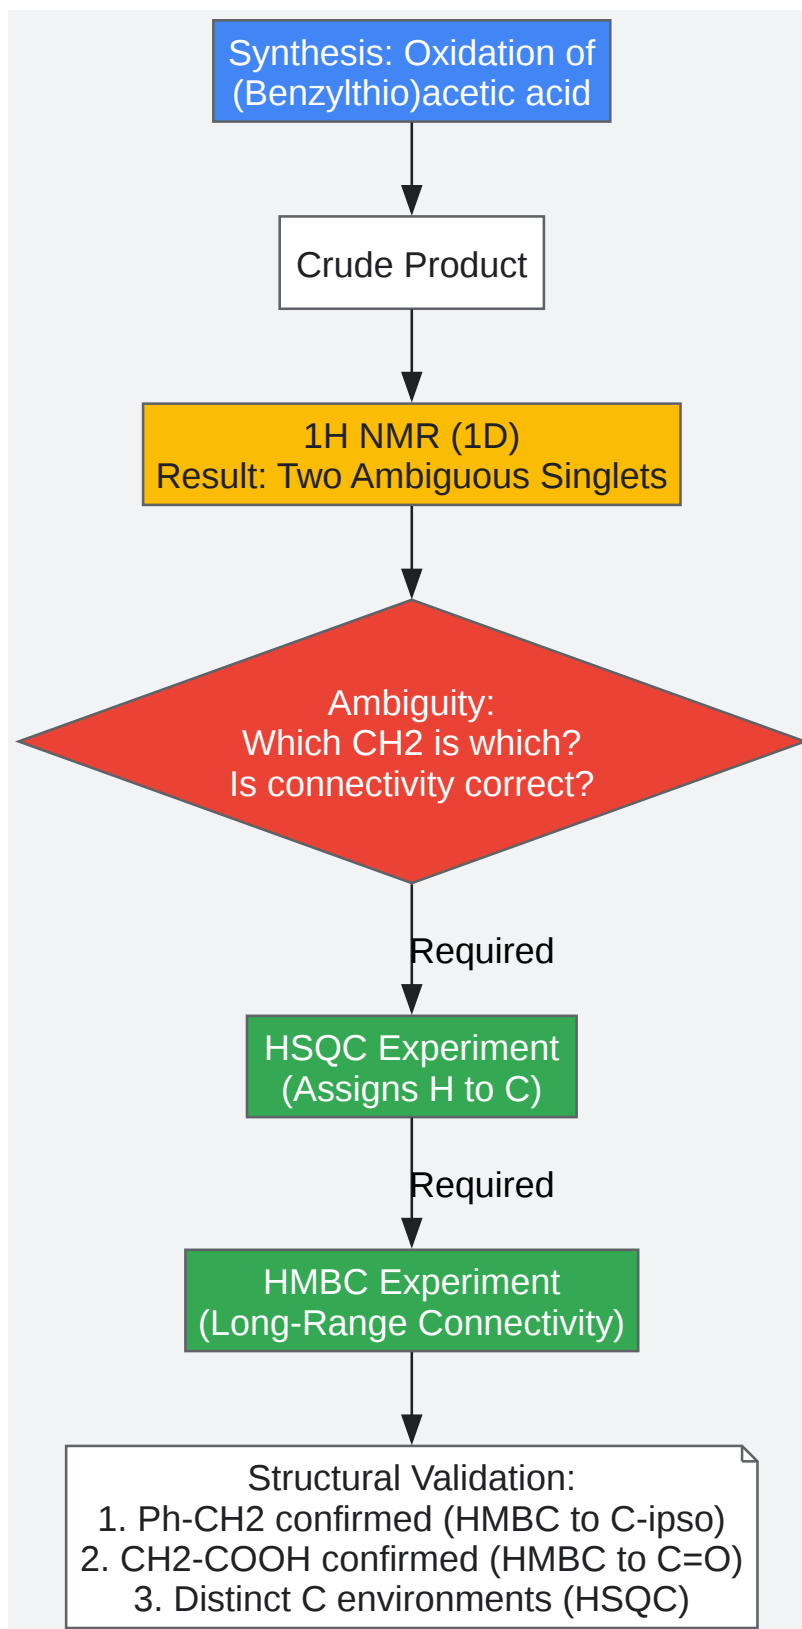 Synthesis: Oxidation of
(Benzylthio)acetic acid
Crude Product
1H NMR (1D)
Result: Two Ambiguous Singlets
Ambiguity:
Which CH2 is which?
Is connectivity correct?
Required
HSQC Experiment
(Assigns H to C)
Required
HMBC Experiment
(Long-Range Connectivity)
Structural Validation:
1. Ph-CH2 confirmed (HMBC to C-ipso)
2. CH2-COOH confirmed (HMBC to C=O)
3. Distinct C environments (HSQC)